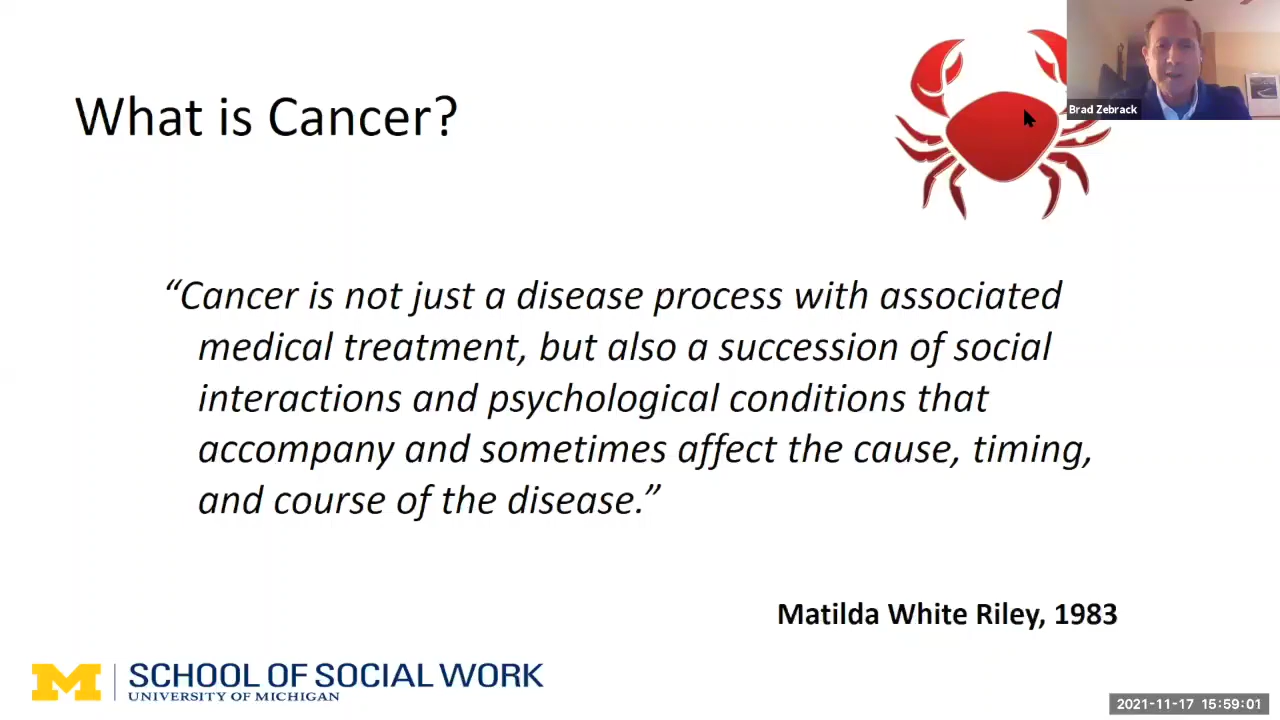 What is Cancer?
Brad Zebrack
“Cancer is not just a disease process with associated
medical treatment, but also a succession of social
interactions and psychological conditions that
accompany and sometimes affect the cause, timing,
and course of the disease.”
Matilda White Riley, 1983
M SCHOOL OF SOCIAL WORK
UNIVERSITY OF MICHIGAN
2021-11-17 15:59:01